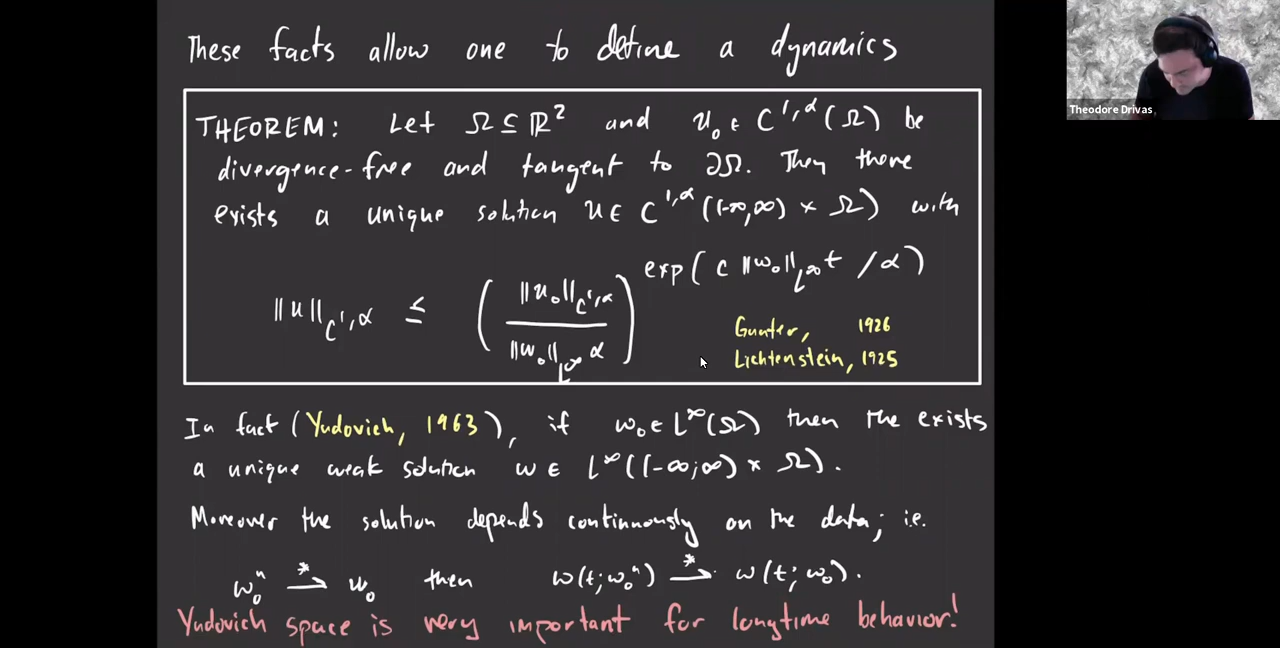 These facts allow one to define a dynamics
THEOREM: Let Ω ⊆ ℝ² and u₀ ∈ C^{1,α}(Ω) be
divergence-free and tangent to ∂Ω. Then there
exists a unique solution u ∈ C^{1,α}((-∞,∞) × Ω) with
‖u‖_{C^{1,α}} ≤ ( ‖u₀‖_{C^{1,α}} / ‖ω₀‖_{L^∞} α )^{exp( C ‖ω₀‖_{L^∞} t / α )}
Gunter, 1926
Lichtenstein, 1925
In fact (Yudovich, 1963), if ω₀ ∈ L^∞(Ω) then the exists
a unique weak solution ω ∈ L^∞((-∞;∞) × Ω).
Moreover the solution depends continuously on the data; i.e.
ω₀ⁿ ⇀* ω₀ then ω(t;ω₀ⁿ) ⇀* ω(t;ω₀).
Yudovich space is very important for longtime behavior!
Theodore Drivas